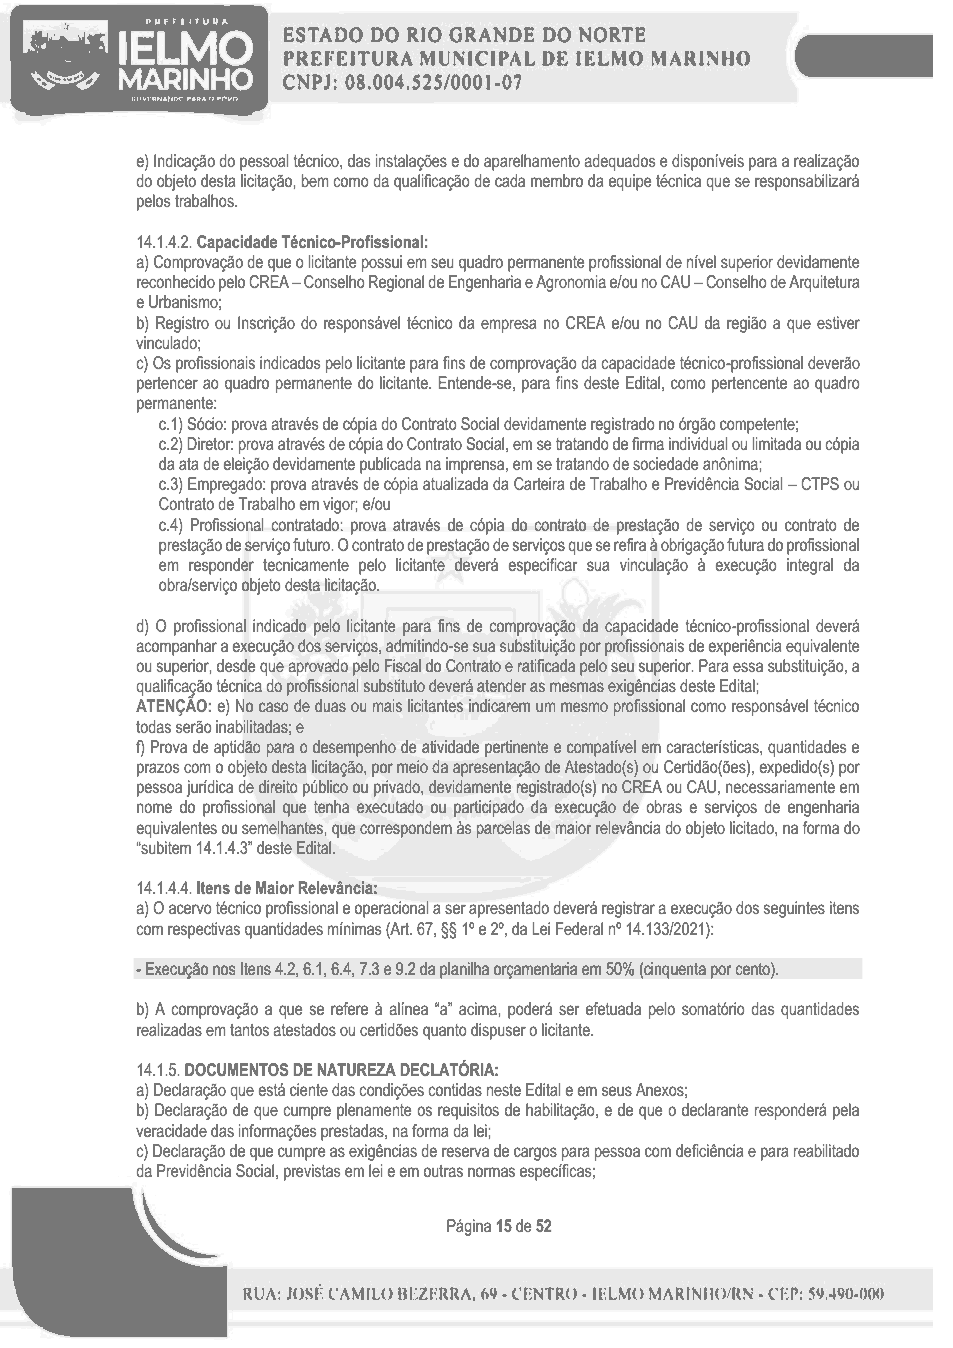 PREFEITURA
IELMO
MARINHO
GOVERNANDO PARA O POVO
ESTADO DO RIO GRANDE DO NORTE
PREFEITURA MUNICIPAL DE IELMO MARINHO
CNPJ: 08.004.525/0001-07
e) Indicação do pessoal técnico, das instalações e do aparelhamento adequados e disponíveis para a realização
do objeto desta licitação, bem como da qualificação de cada membro da equipe técnica que se responsabilizará
pelos trabalhos.
14.1.4.2. Capacidade Técnico-Profissional:
a) Comprovação de que o licitante possui em seu quadro permanente profissional de nível superior devidamente
reconhecido pelo CREA – Conselho Regional de Engenharia e Agronomia e/ou no CAU – Conselho de Arquitetura
e Urbanismo;
b) Registro ou Inscrição do responsável técnico da empresa no CREA e/ou no CAU da região a que estiver
vinculado;
c) Os profissionais indicados pelo licitante para fins de comprovação da capacidade técnico-profissional deverão
pertencer ao quadro permanente do licitante. Entende-se, para fins deste Edital, como pertencente ao quadro
permanente:
c.1) Sócio: prova através de cópia do Contrato Social devidamente registrado no órgão competente;
c.2) Diretor: prova através de cópia do Contrato Social, em se tratando de firma individual ou limitada ou cópia
da ata de eleição devidamente publicada na imprensa, em se tratando de sociedade anônima;
c.3) Empregado: prova através de cópia atualizada da Carteira de Trabalho e Previdência Social – CTPS ou
Contrato de Trabalho em vigor; e/ou
c.4) Profissional contratado: prova através de cópia do contrato de prestação de serviço ou contrato de
prestação de serviço futuro. O contrato de prestação de serviços que se refira à obrigação futura do profissional
em responder tecnicamente pelo licitante deverá especificar sua vinculação à execução integral da
obra/serviço objeto desta licitação.
d) O profissional indicado pelo licitante para fins de comprovação da capacidade técnico-profissional deverá
acompanhar a execução dos serviços, admitindo-se sua substituição por profissionais de experiência equivalente
ou superior, desde que aprovado pelo Fiscal do Contrato e ratificada pelo seu superior. Para essa substituição, a
qualificação técnica do profissional substituto deverá atender as mesmas exigências deste Edital;
ATENÇÃO: e) No caso de duas ou mais licitantes indicarem um mesmo profissional como responsável técnico
todas serão inabilitadas; e
f) Prova de aptidão para o desempenho de atividade pertinente e compatível em características, quantidades e
prazos com o objeto desta licitação, por meio da apresentação de Atestado(s) ou Certidão(ões), expedido(s) por
pessoa jurídica de direito público ou privado, devidamente registrado(s) no CREA ou CAU, necessariamente em
nome do profissional que tenha executado ou participado da execução de obras e serviços de engenharia
equivalentes ou semelhantes, que correspondem às parcelas de maior relevância do objeto licitado, na forma do
“subitem 14.1.4.3” deste Edital.
14.1.4.4. Itens de Maior Relevância:
a) O acervo técnico profissional e operacional a ser apresentado deverá registrar a execução dos seguintes itens
com respectivas quantidades mínimas (Art. 67, §§ 1º e 2º, da Lei Federal nº 14.133/2021):
- Execução nos Itens 4.2, 6.1, 6.4, 7.3 e 9.2 da planilha orçamentaria em 50% (cinquenta por cento).
b) A comprovação a que se refere à alínea “a” acima, poderá ser efetuada pelo somatório das quantidades
realizadas em tantos atestados ou certidões quanto dispuser o licitante.
14.1.5. DOCUMENTOS DE NATUREZA DECLATÓRIA:
a) Declaração que está ciente das condições contidas neste Edital e em seus Anexos;
b) Declaração de que cumpre plenamente os requisitos de habilitação, e de que o declarante responderá pela
veracidade das informações prestadas, na forma da lei;
c) Declaração de que cumpre as exigências de reserva de cargos para pessoa com deficiência e para reabilitado
da Previdência Social, previstas em lei e em outras normas específicas;
Página 15 de 52
RUA: JOSÉ CAMILO BEZERRA, 69 - CENTRO - IELMO MARINHO/RN - CEP: 59.490-000